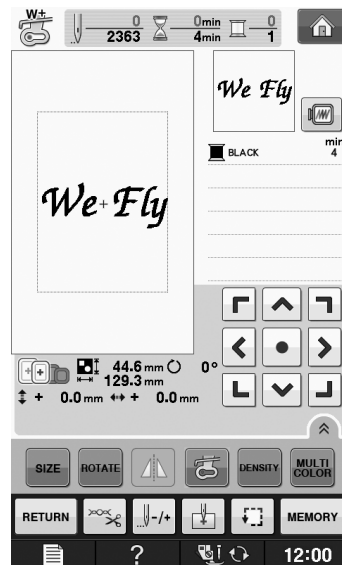 W+
0 0min 0
2363 4min 1
We Fly
min
BLACK 4
We Fly
44.6 mm 0°
129.3 mm
+ 0.0 mm + 0.0 mm
SIZE ROTATE DENSITY MULTI COLOR
RETURN -/+ MEMORY
? 12:00